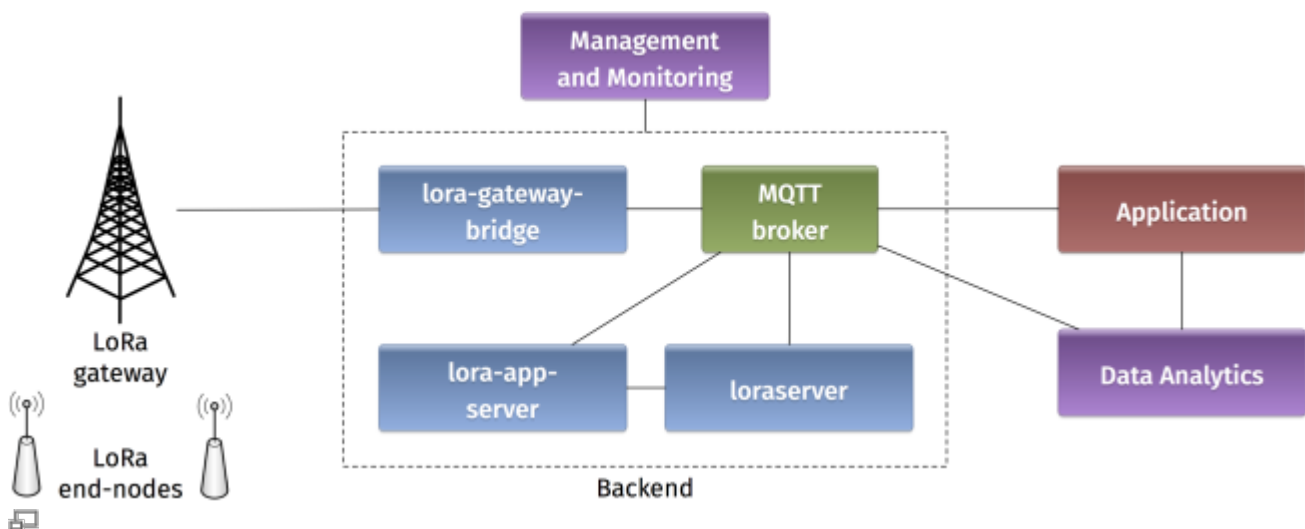 Management
and Monitoring
lora-gateway-
bridge
MQTT
broker
Application
LoRa
gateway
lora-app-
server
loraserver
Data Analytics
LoRa
end-nodes
Backend